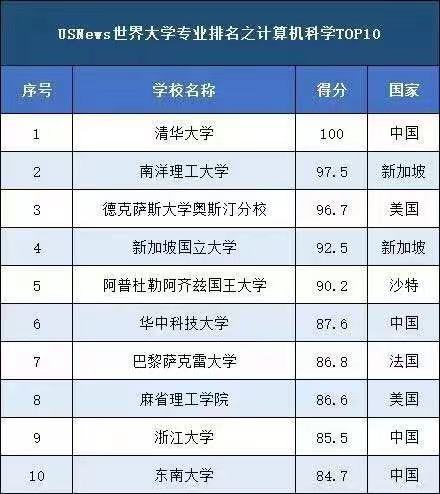 USNews世界大学专业排名之计算机科学TOP10
序号 学校名称 得分 国家
1 清华大学 100 中国
2 南洋理工大学 97.5 新加坡
3 德克萨斯大学奥斯汀分校 96.7 美国
4 新加坡国立大学 92.5 新加坡
5 阿普杜勒阿齐兹国王大学 90.2 沙特
6 华中科技大学 87.6 中国
7 巴黎萨克雷大学 86.8 法国
8 麻省理工学院 86.6 美国
9 浙江大学 85.5 中国
10 东南大学 84.7 中国